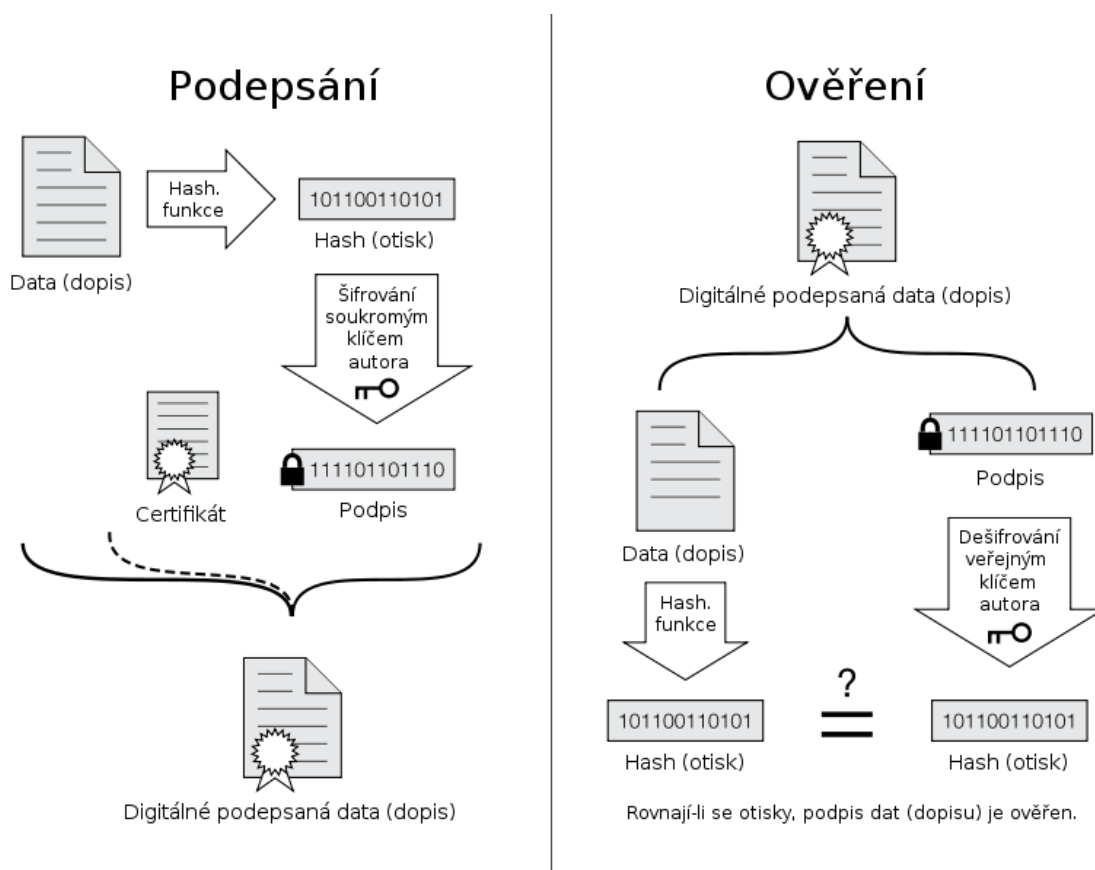 Podepsání
Hash.
funkce
101100110101
Hash (otisk)
Data (dopis)
Šifrování
soukromým
klíčem
autora
111101101110
Certifikát
Podpis
Digitálné podepsaná data (dopis)
Ověření
Digitálné podepsaná data (dopis)
111101101110
Podpis
Data (dopis)
Hash.
funkce
Dešifrování
veřejným
klíčem
autora
101100110101
?
=
101100110101
Hash (otisk)
Hash (otisk)
Rovnají-li se otisky, podpis dat (dopisu) je ověřen.